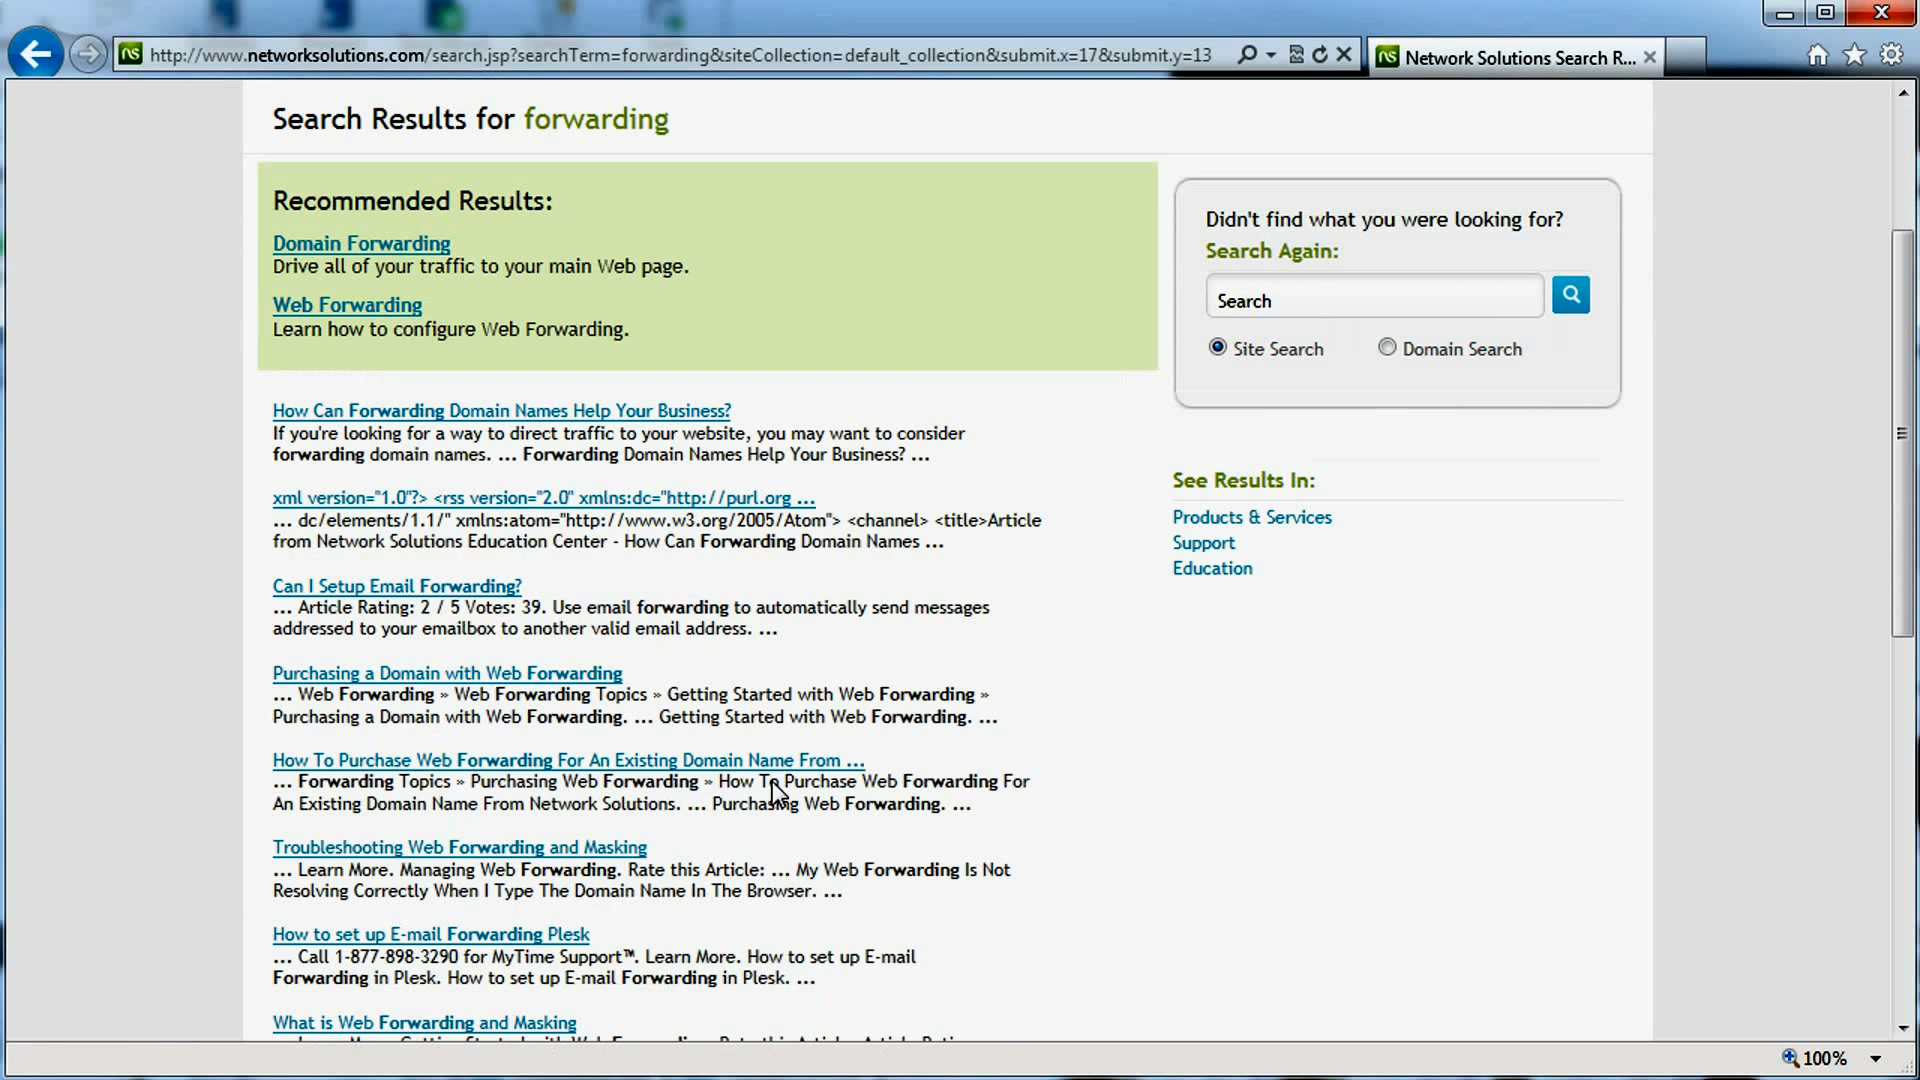 http://www.networksolutions.com/search.jsp?searchTerm=forwarding&siteCollection=default_collection&submit.x=17&submit.y=13
Network Solutions Search R...
Search Results for forwarding
Recommended Results:
Domain Forwarding
Drive all of your traffic to your main Web page.
Web Forwarding
Learn how to configure Web Forwarding.
Didn't find what you were looking for?
Search Again:
Search
Site Search
Domain Search
How Can Forwarding Domain Names Help Your Business?
If you're looking for a way to direct traffic to your website, you may want to consider
forwarding domain names. ... Forwarding Domain Names Help Your Business? ...
xml version="1.0"?> <rss version="2.0" xmlns:dc="http://purl.org ...
... dc/elements/1.1/" xmlns:atom="http://www.w3.org/2005/Atom"> <channel> <title>Article
from Network Solutions Education Center - How Can Forwarding Domain Names ...
Can I Setup Email Forwarding?
... Article Rating: 2 / 5 Votes: 39. Use email forwarding to automatically send messages
addressed to your emailbox to another valid email address. ...
Purchasing a Domain with Web Forwarding
... Web Forwarding » Web Forwarding Topics » Getting Started with Web Forwarding »
Purchasing a Domain with Web Forwarding. ... Getting Started with Web Forwarding. ...
How To Purchase Web Forwarding For An Existing Domain Name From ...
... Forwarding Topics » Purchasing Web Forwarding » How To Purchase Web Forwarding For
An Existing Domain Name From Network Solutions. ... Purchasing Web Forwarding. ...
Troubleshooting Web Forwarding and Masking
... Learn More. Managing Web Forwarding. Rate this Article: ... My Web Forwarding Is Not
Resolving Correctly When I Type The Domain Name In The Browser. ...
How to set up E-mail Forwarding Plesk
... Call 1-877-898-3290 for MyTime Support™. Learn More. How to set up E-mail
Forwarding in Plesk. How to set up E-mail Forwarding in Plesk. ...
What is Web Forwarding and Masking
See Results In:
Products & Services
Support
Education
100%